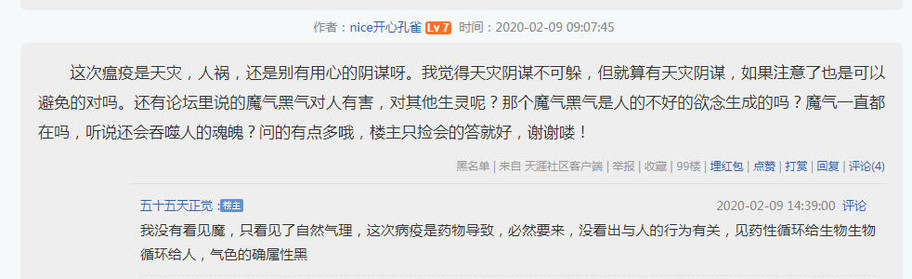 作者：nice开心孔雀 Lv 7 时间：2020-02-09 09:07:45
这次瘟疫是天灾，人祸，还是别有用心的阴谋呀。我觉得天灾阴谋不可躲，但就算有天灾阴谋，如果注意了也是可以
避免的对吗。还有论坛里说的魔气黑气对人有害，对其他生灵呢？那个魔气黑气是人的不好的欲念生成的吗？魔气一直都
在吗，听说还会吞噬人的魂魄？问的有点多哦，楼主只捡会的答就好，谢谢喽！
黑名单 | 来自 天涯社区客户端 | 举报 | 收藏 | 99楼 | 埋红包 | 点赞 | 打赏 | 回复 | 评论(4)
五十五天正觉：楼主 2020-02-09 14:39:00 评论
我没有看见魔，只看见了自然气理，这次病疫是药物导致，必然要来，没看出与人的行为有关，见药性循环给生物生物
循环给人，气色的确属性黑